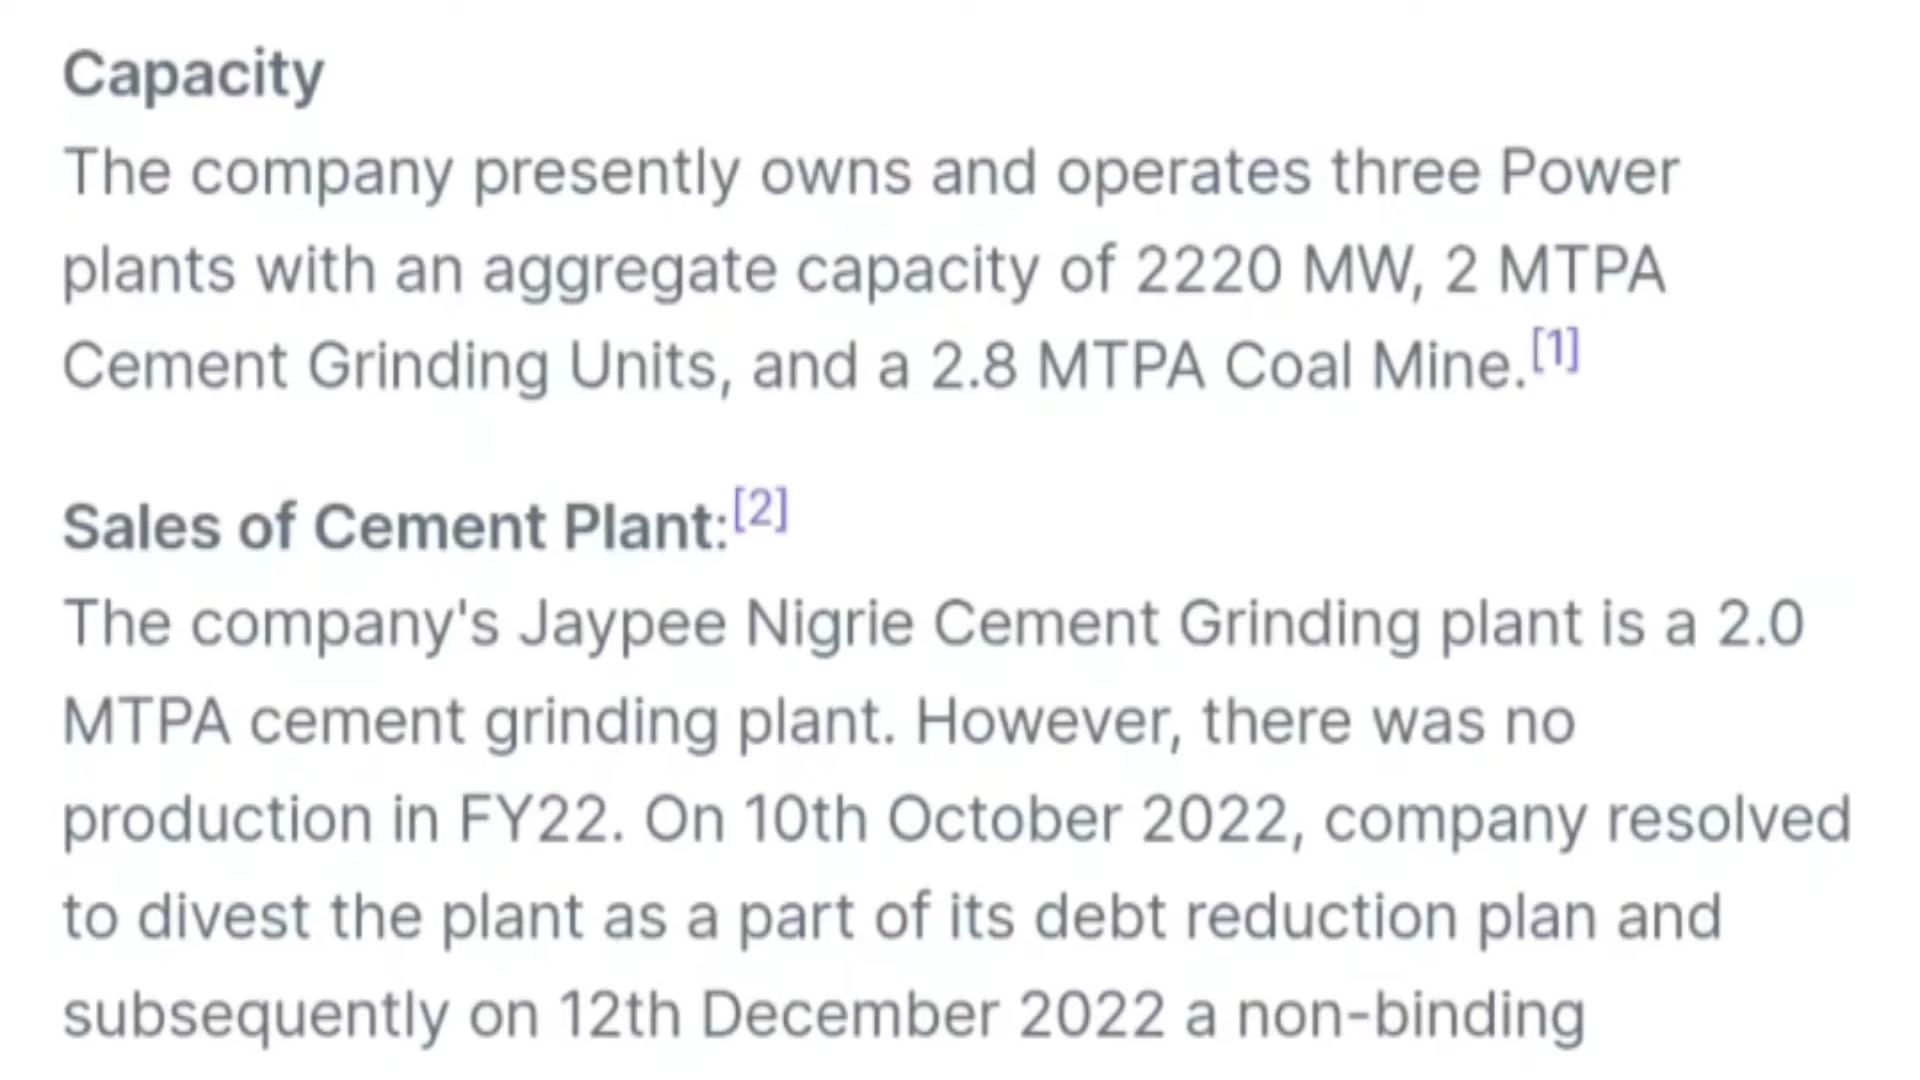 Capacity
The company presently owns and operates three Power
plants with an aggregate capacity of 2220 MW, 2 MTPA
Cement Grinding Units, and a 2.8 MTPA Coal Mine.[1]
Sales of Cement Plant:[2]
The company's Jaypee Nigrie Cement Grinding plant is a 2.0
MTPA cement grinding plant. However, there was no
production in FY22. On 10th October 2022, company resolved
to divest the plant as a part of its debt reduction plan and
subsequently on 12th December 2022 a non-binding